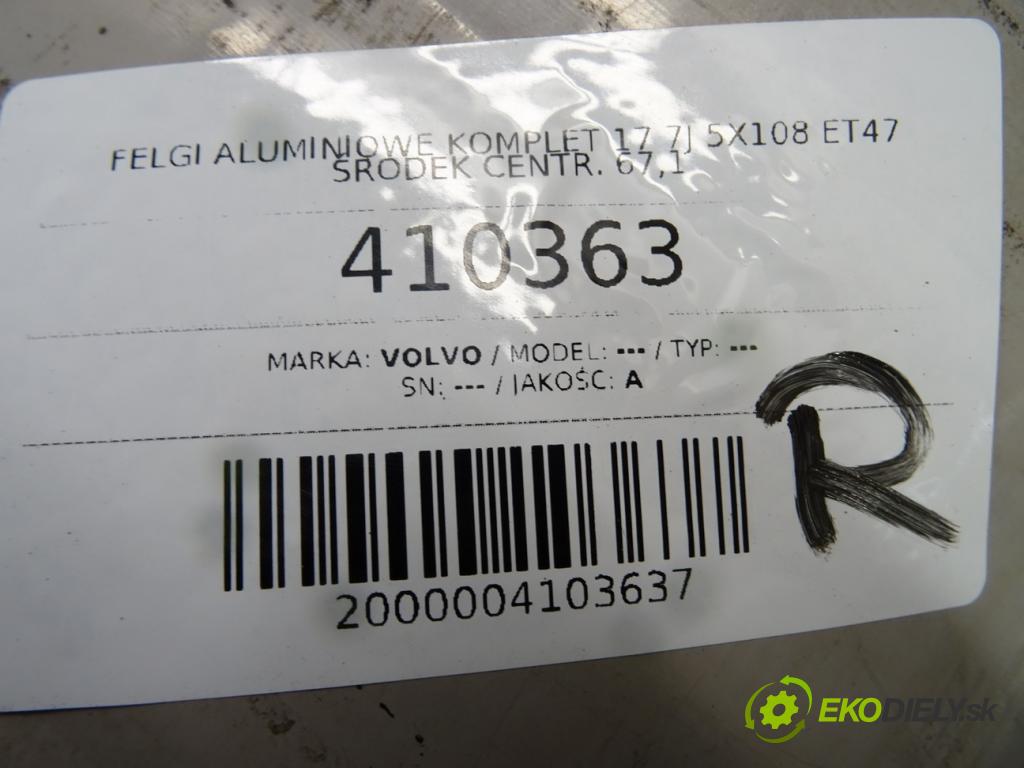 FELGI ALUMINIOWE KOMPLET 17 7J 5X108 ET47
ŚRODEK CENTR. 67,1
410363
MARKA: VOLVO / MODEL: --- / TYP: ---
SN: --- / JAKOŚĆ: A
R
2000004103637
EKODIELY.sk